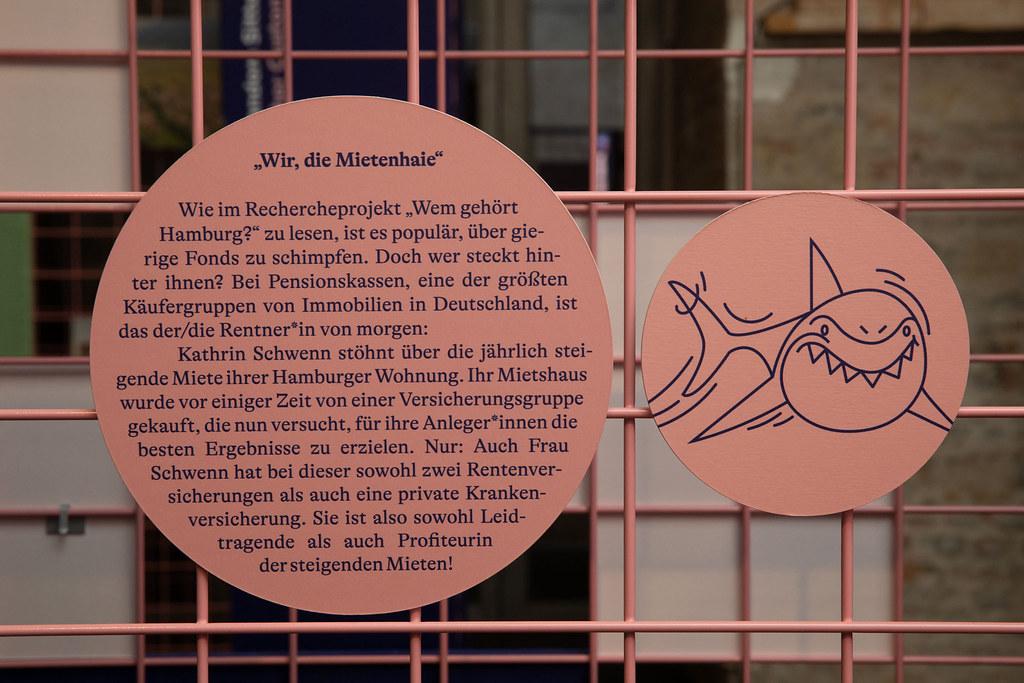 „Wir, die Mietenhaie“
Wie im Rechercheprojekt „Wem gehört
Hamburg?“ zu lesen, ist es populär, über gie-
rige Fonds zu schimpfen. Doch wer steckt hin-
ter ihnen? Bei Pensionskassen, eine der größten
Käufergruppen von Immobilien in Deutschland, ist
das der/die Rentner*in von morgen:
Kathrin Schwenn stöhnt über die jährlich stei-
gende Miete ihrer Hamburger Wohnung. Ihr Mietshaus
wurde vor einiger Zeit von einer Versicherungsgruppe
gekauft, die nun versucht, für ihre Anleger*innen die
besten Ergebnisse zu erzielen. Nur: Auch Frau
Schwenn hat bei dieser sowohl zwei Rentenver-
sicherungen als auch eine private Kranken-
versicherung. Sie ist also sowohl Leid-
tragende als auch Profiteurin
der steigenden Mieten!